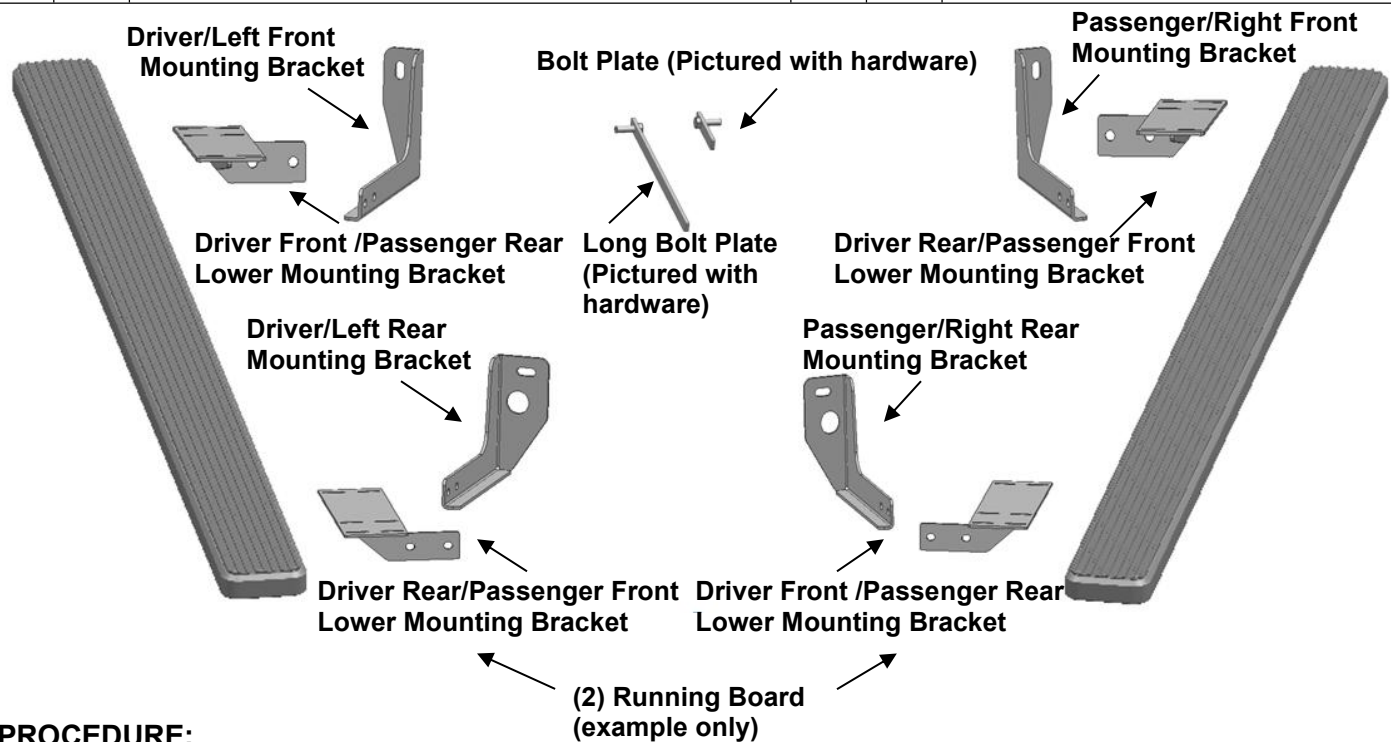 Driver/Left Front
Mounting Bracket
Bolt Plate (Pictured with hardware)
Passenger/Right Front
Mounting Bracket
Driver Front /Passenger Rear
Lower Mounting Bracket
Long Bolt Plate
(Pictured with
hardware)
Driver Rear/Passenger Front
Lower Mounting Bracket
Driver/Left Rear
Mounting Bracket
Passenger/Right Rear
Mounting Bracket
Driver Rear/Passenger Front
Lower Mounting Bracket
Driver Front /Passenger Rear
Lower Mounting Bracket
(2) Running Board
(example only)
PROCEDURE: